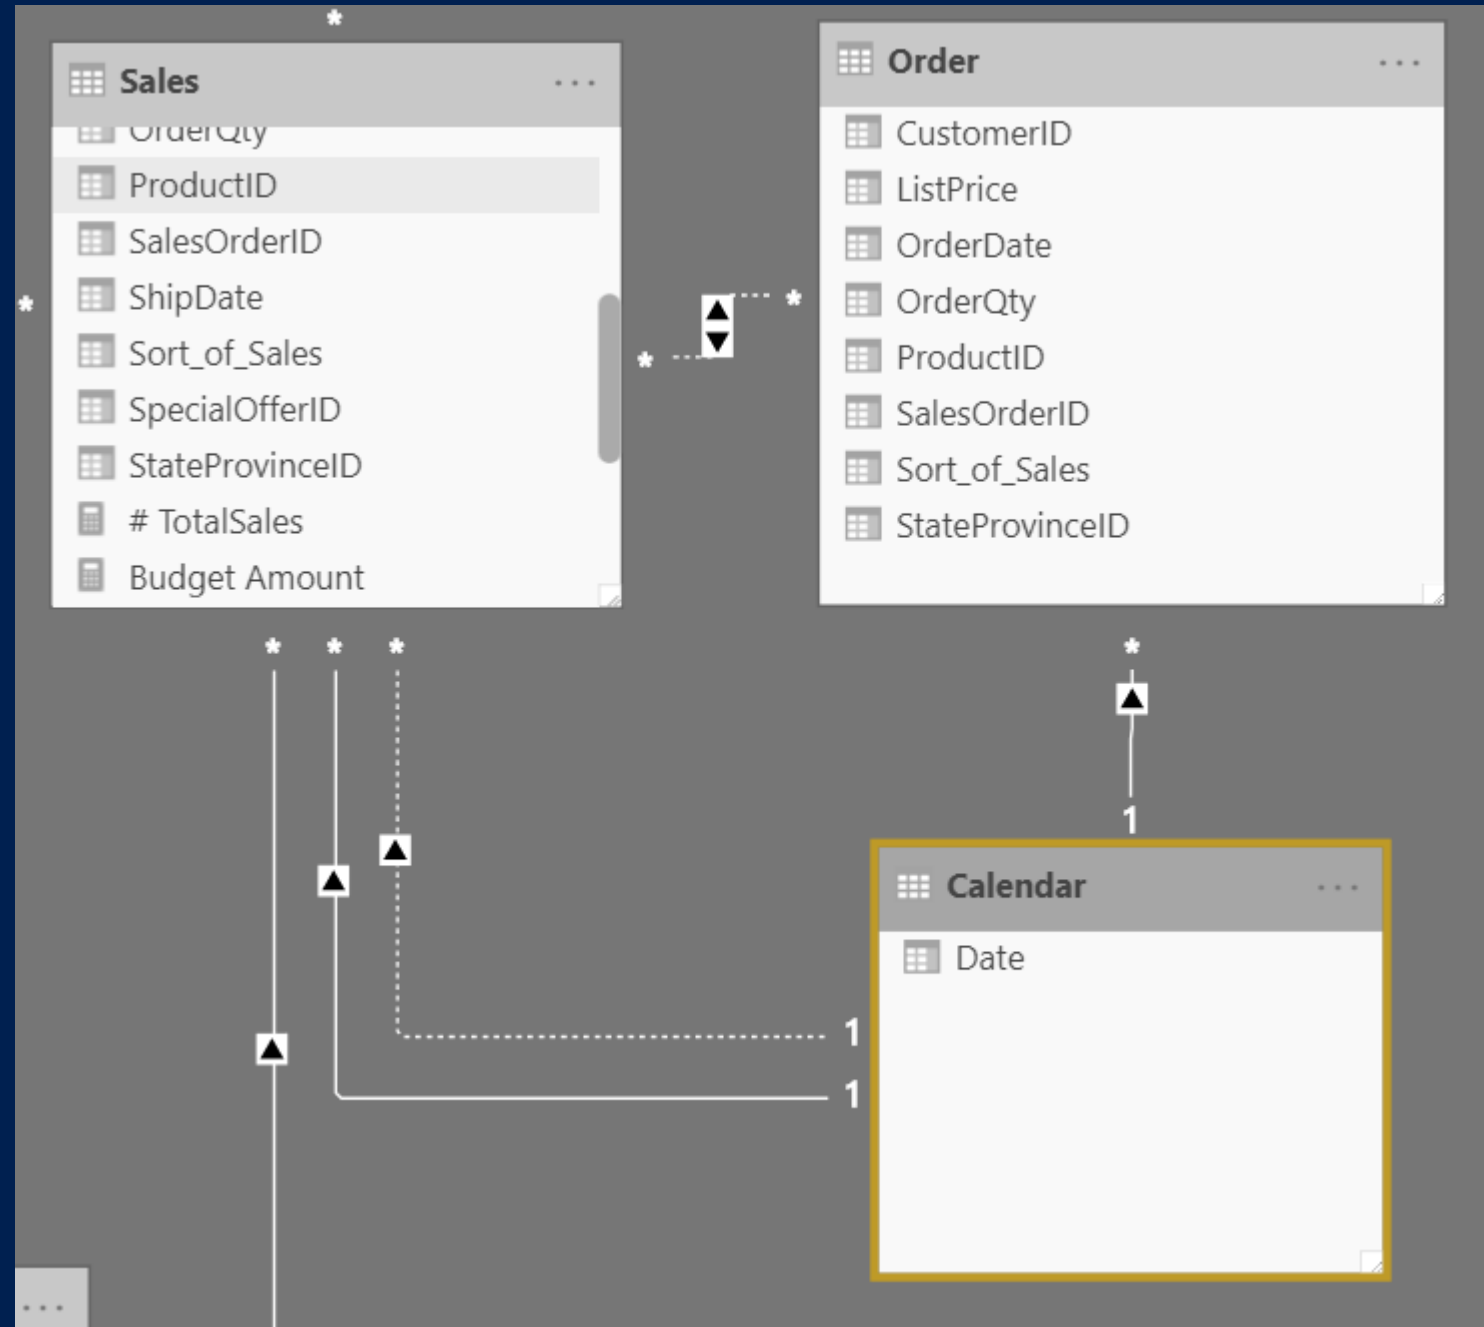 *
Sales
...
OrderQty
ProductID
SalesOrderID
ShipDate
Sort_of_Sales
SpecialOfferID
StateProvinceID
# TotalSales
Budget Amount
*
*
*
Order
...
CustomerID
ListPrice
OrderDate
OrderQty
ProductID
SalesOrderID
Sort_of_Sales
StateProvinceID
* * *
*
1
Calendar
...
Date
1
1
...